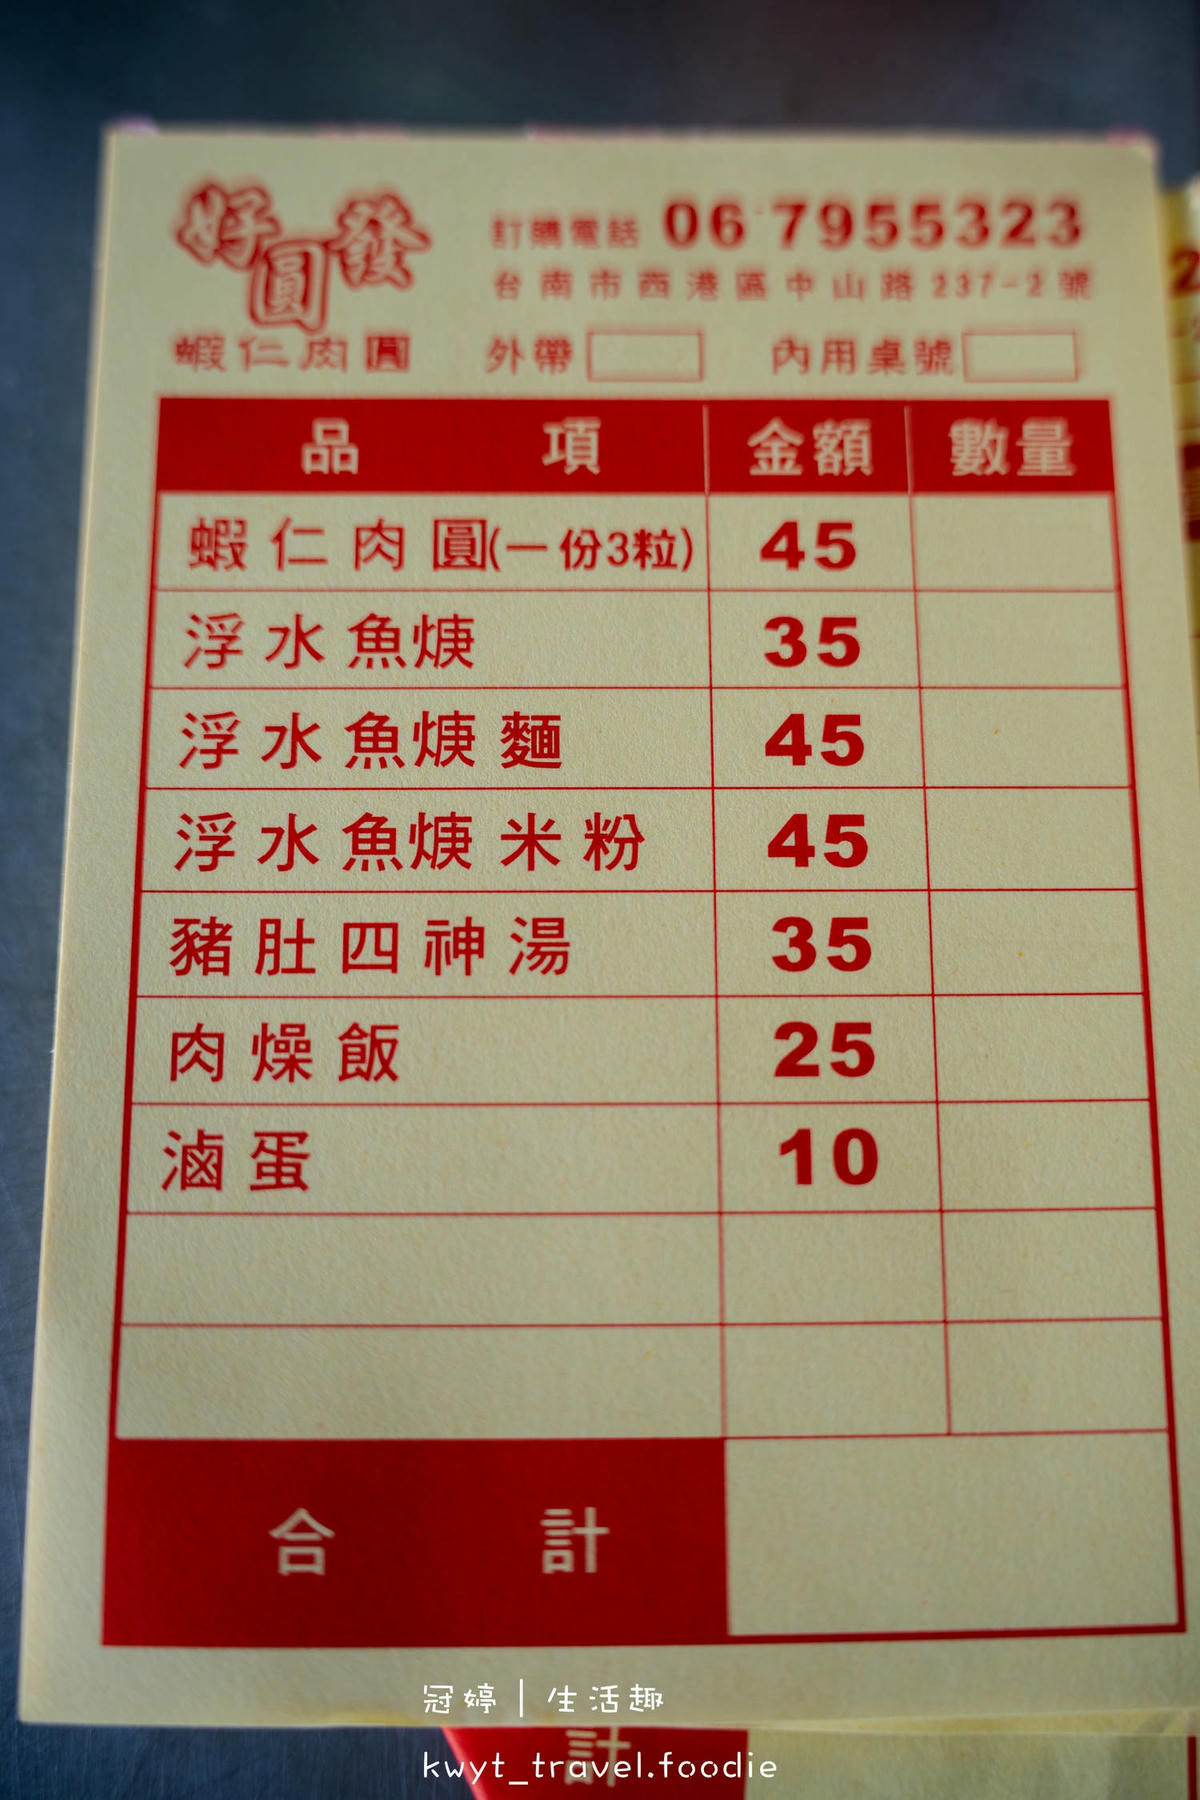 好圓發
訂購電話 06-7955323
台南市西港區中山路237-2號
蝦仁肉圓 外帶 內用桌號
品項 金額 數量
蝦仁肉圓(一份3粒) 45
浮水魚焿 35
浮水魚焿麵 45
浮水魚焿米粉 45
豬肚四神湯 35
肉燥飯 25
滷蛋 10
合計
冠婷|生活趣
計
kwyt_travel.foodie